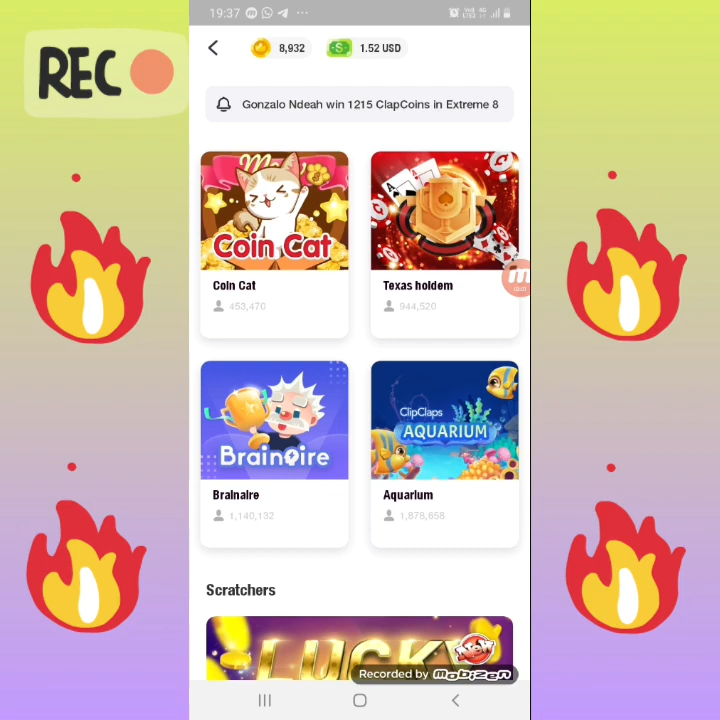 REC
19:37
8,932
1.52 USD
Gonzalo Ndeah win 1215 ClapCoins in Extreme 8
Coin Cat
Coin Cat
453,470
Texas holdem
944,520
BrainAire
Brainaire
1,140,132
ClipClaps
AQUARIUM
Aquarium
1,878,658
Scratchers
LUCKY
New
Recorded by Mobizen